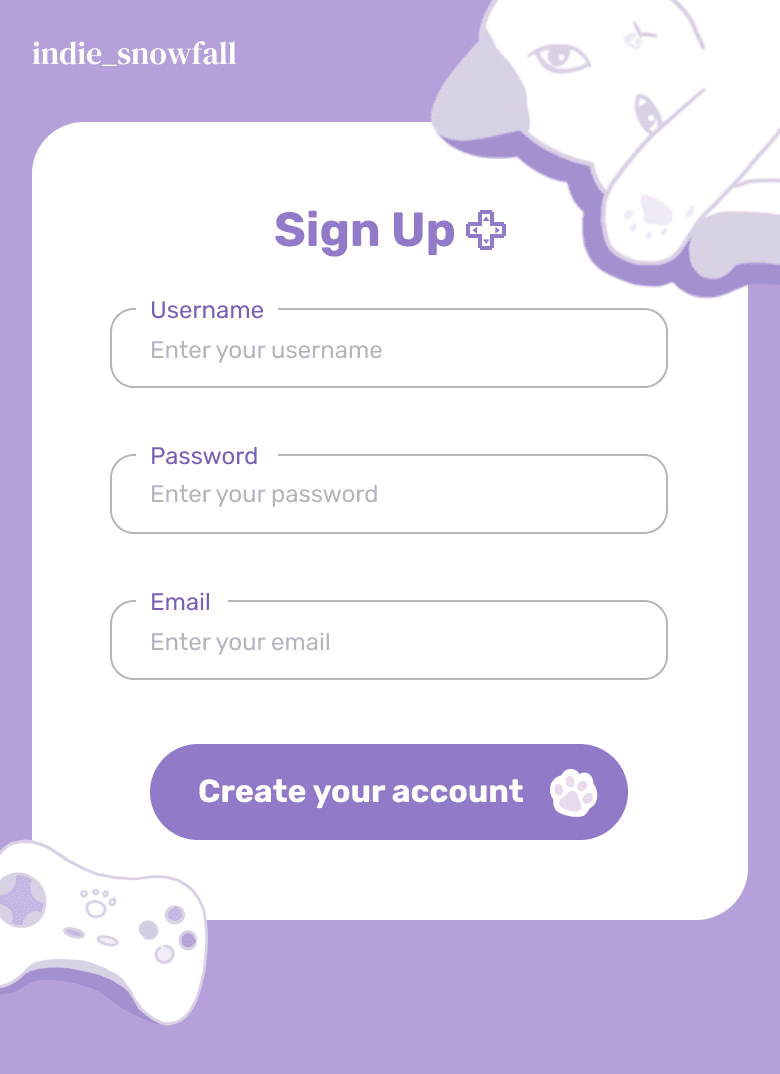 indie_snowfall
Sign Up
Username
Enter your username
Password
Enter your password
Email
Enter your email
Create your account